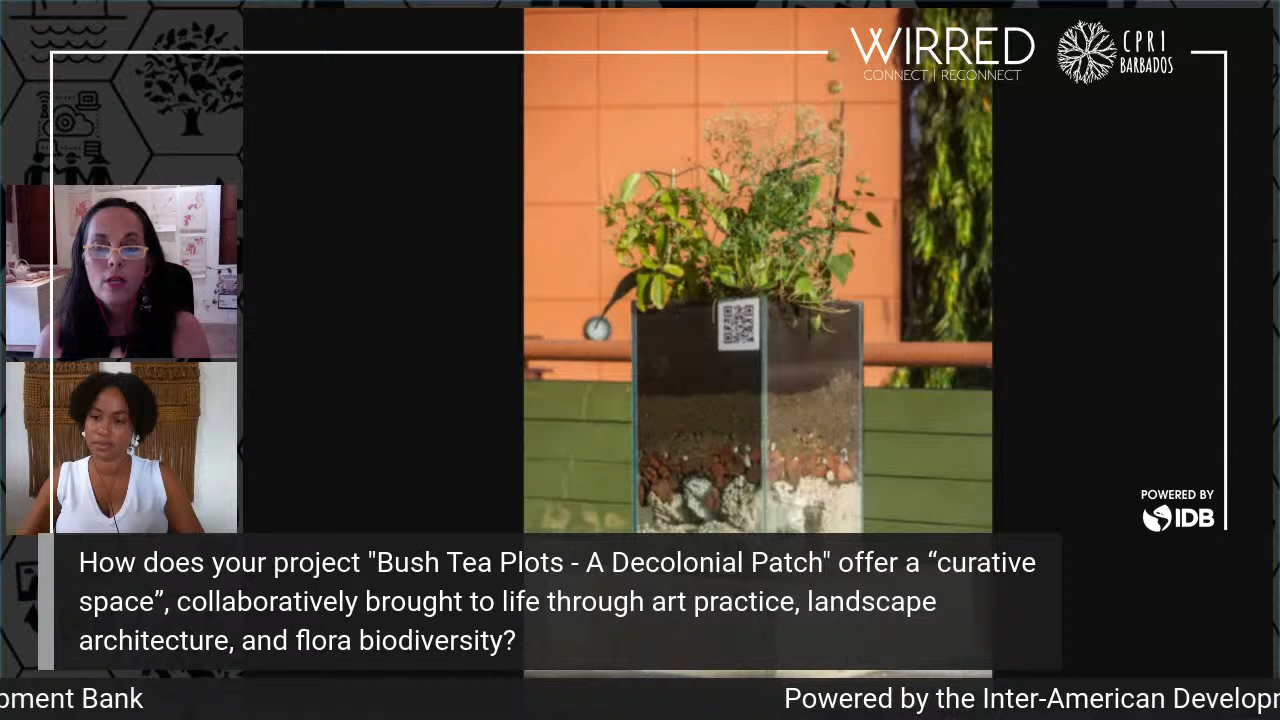 WIRRED
CONNECT | RECONNECT
CPRI
BARBADOS
POWERED BY
IDB
How does your project "Bush Tea Plots - A Decolonial Patch" offer a “curative
space”, collaboratively brought to life through art practice, landscape
architecture, and flora biodiversity?
opment Bank
Powered by the Inter-American Develop